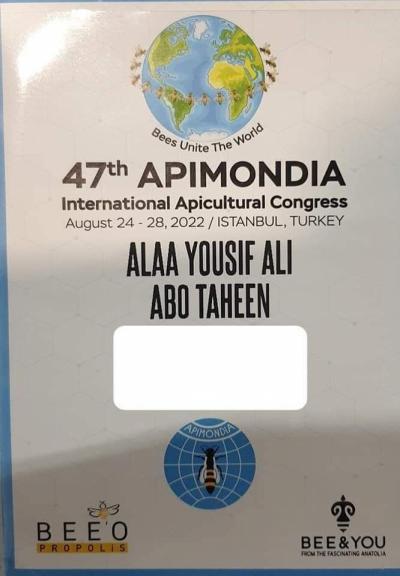 Bees Unite The World
47th APIMONDIA
International Apicultural Congress
August 24 - 28, 2022 / ISTANBUL, TURKEY
ALAA YOUSIF ALI
ABO TAHEEN
APIMONDIA
BEE'O
PROPOLIS
BEE&YOU
FROM THE FASCINATING ANATOLIA